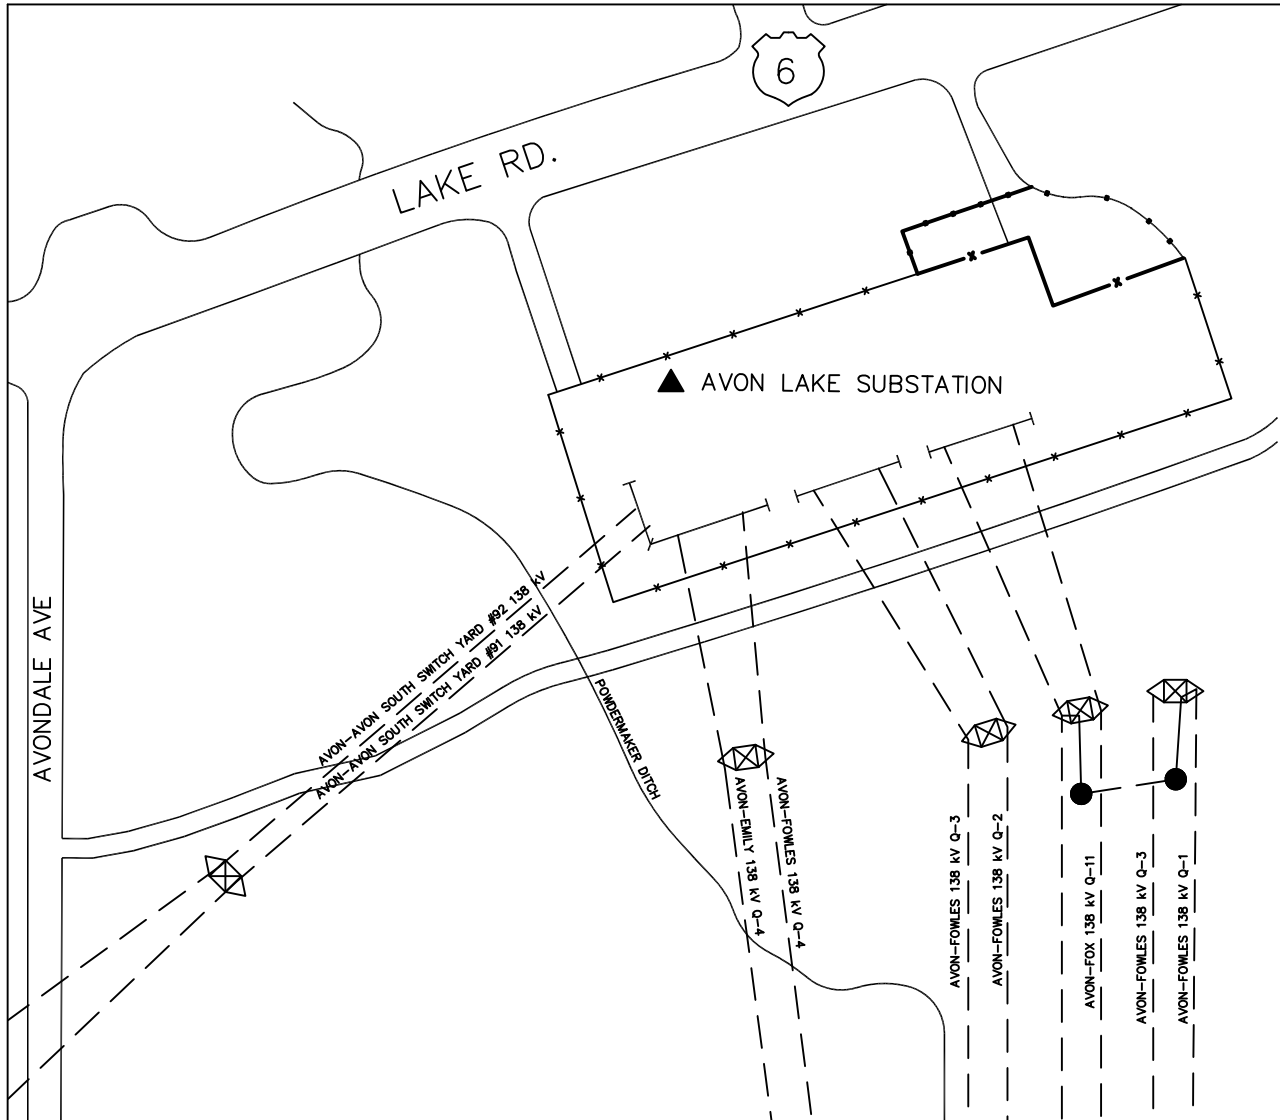 6
LAKE RD.
AVON LAKE SUBSTATION
AVONDALE AVE
AVON-AVON SOUTH SWITCH YARD #92 138 kV
AVON-AVON SOUTH SWITCH YARD #91 138 kV
POWDERMAKER DITCH
AVON-EMILY 138 kV Q-4
AVON-FOWLES 138 kV Q-4
AVON-FOWLES 138 kV Q-3
AVON-FOWLES 138 kV Q-2
AVON-FOX 138 kV Q-11
AVON-FOWLES 138 kV Q-3
AVON-FOWLES 138 kV Q-1